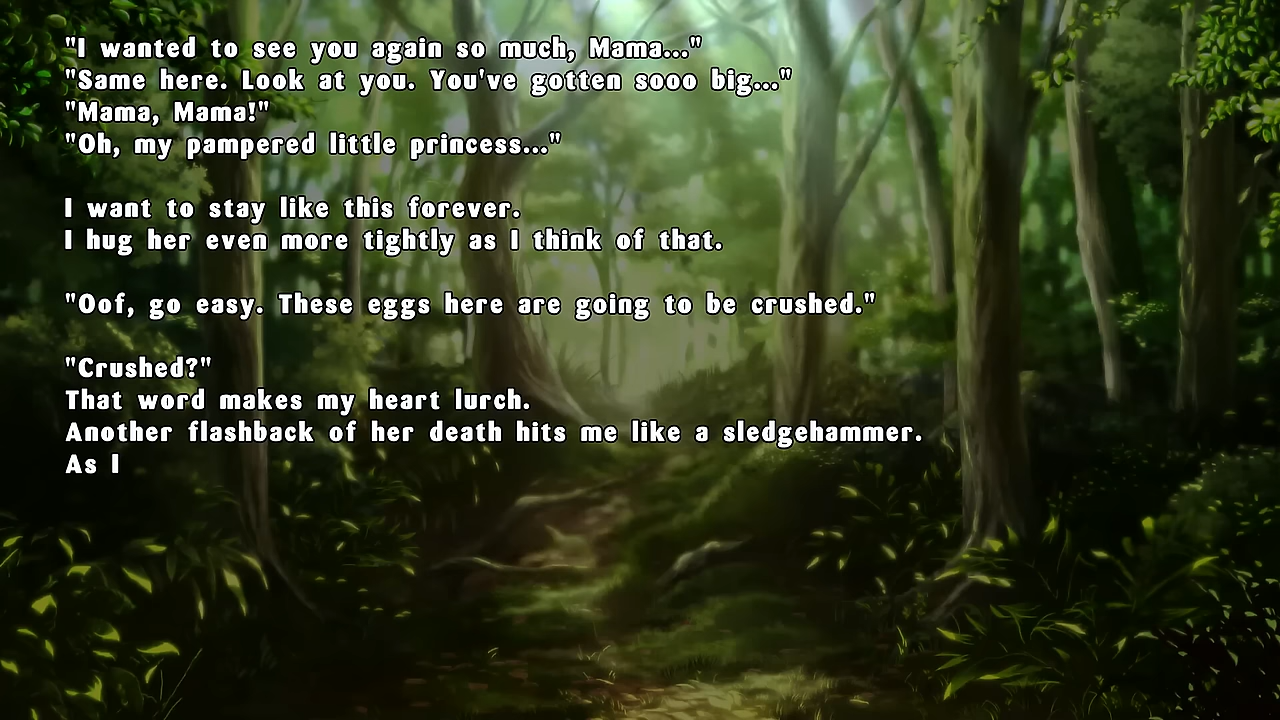 "I wanted to see you again so much, Mama..."
"Same here. Look at you. You've gotten sooo big..."
"Mama, Mama!"
"Oh, my pampered little princess..."
I want to stay like this forever.
I hug her even more tightly as I think of that.
"Oof, go easy. These eggs here are going to be crushed."
"Crushed?"
That word makes my heart lurch.
Another flashback of her death hits me like a sledgehammer.
As I